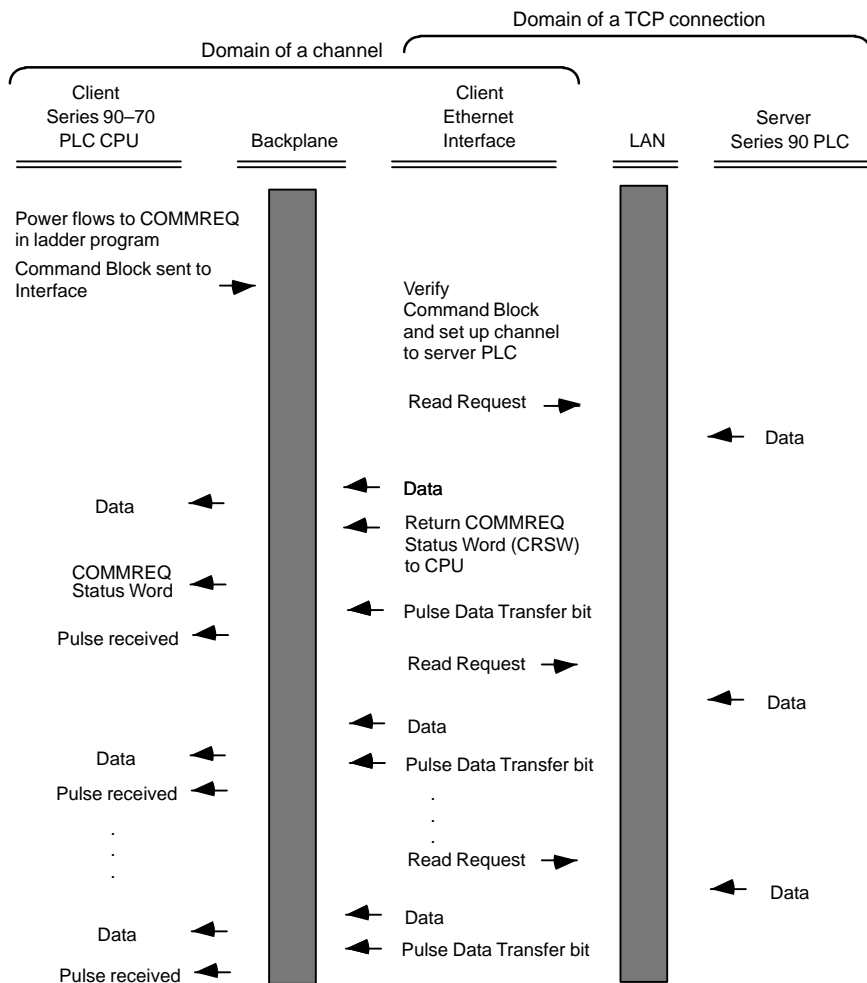 Domain of a TCP connection
Domain of a channel
Client
Series 90–70
PLC CPU
Backplane
Client
Ethernet
Interface
LAN
Server
Series 90 PLC
Power flows to COMMREQ
in ladder program
Command Block sent to
Interface
Verify
Command Block
and set up channel
to server PLC
Read Request
Data
Data
Data
Return COMMREQ
Status Word (CRSW)
to CPU
COMMREQ
Status Word
Pulse Data Transfer bit
Pulse received
Read Request
Data
Data
Data
Pulse Data Transfer bit
Pulse received
.
.
.
.
.
.
Read Request
Data
Data
Data
Pulse Data Transfer bit
Pulse received